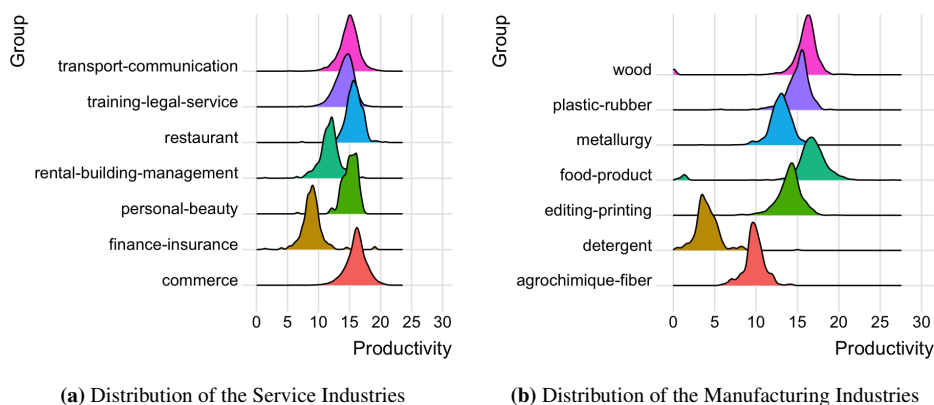 Group
transport-communication
training-legal-service
restaurant
rental-building-management
personal-beauty
finance-insurance
commerce
0 5 10 15 20 25 30
Productivity
(a) Distribution of the Service Industries
Group
wood
plastic-rubber
metallurgy
food-product
editing-printing
detergent
agrochimique-fiber
0 5 10 15 20 25 30
Productivity
(b) Distribution of the Manufacturing Industries